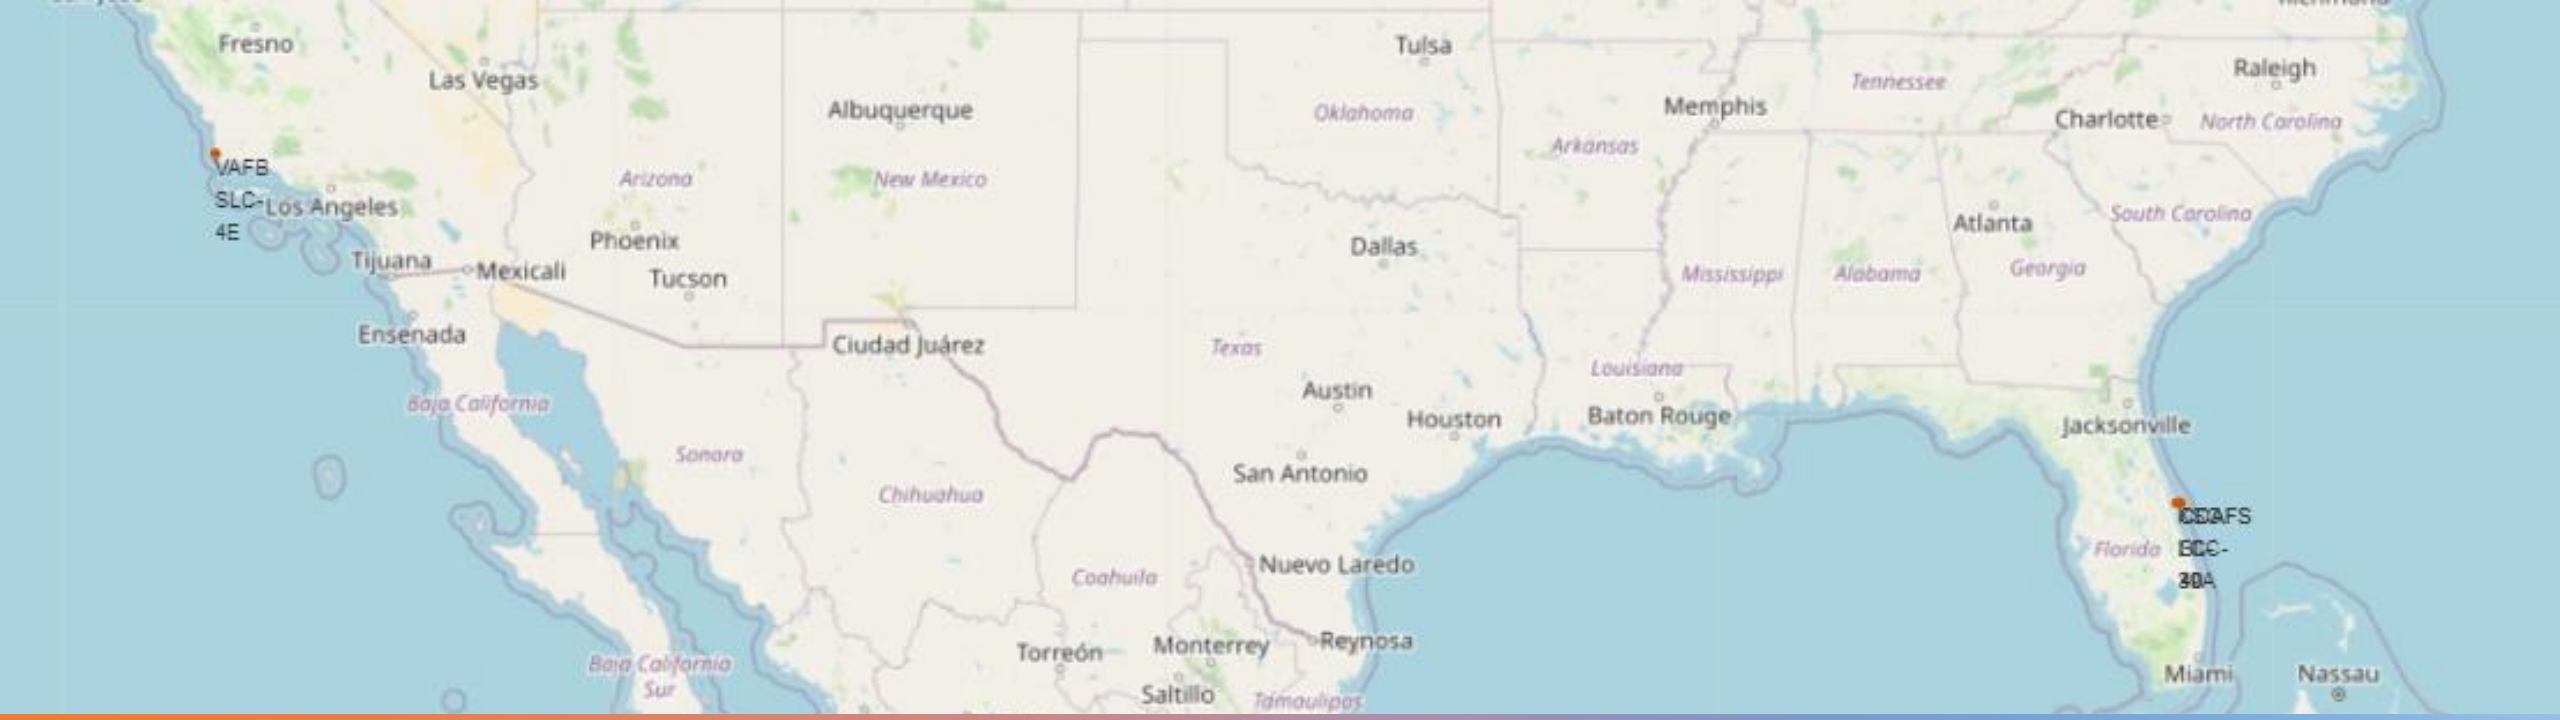 Fresno
Las Vegas
Albuquerque
Tulsa
Oklahoma
Memphis
Tennessee
Raleigh
Charlotte
North Carolina
Arkansas
VAFB
SLC-
4E
Los Angeles
Arizona
New Mexico
Phoenix
Tucson
Dallas
Atlanta
South Carolina
Tijuana
Mexicali
Mississippi
Alabama
Georgia
Ensenada
Ciudad Juárez
Texas
Louisiana
Baja California
Austin
Houston
Baton Rouge
Jacksonville
Sonora
San Antonio
Chihuahua
Florida
Nuevo Laredo
Coahuila
Torreón
Monterrey
Reynosa
Baja California
Sur
Saltillo
Tamaulipas
Miami
Nassau